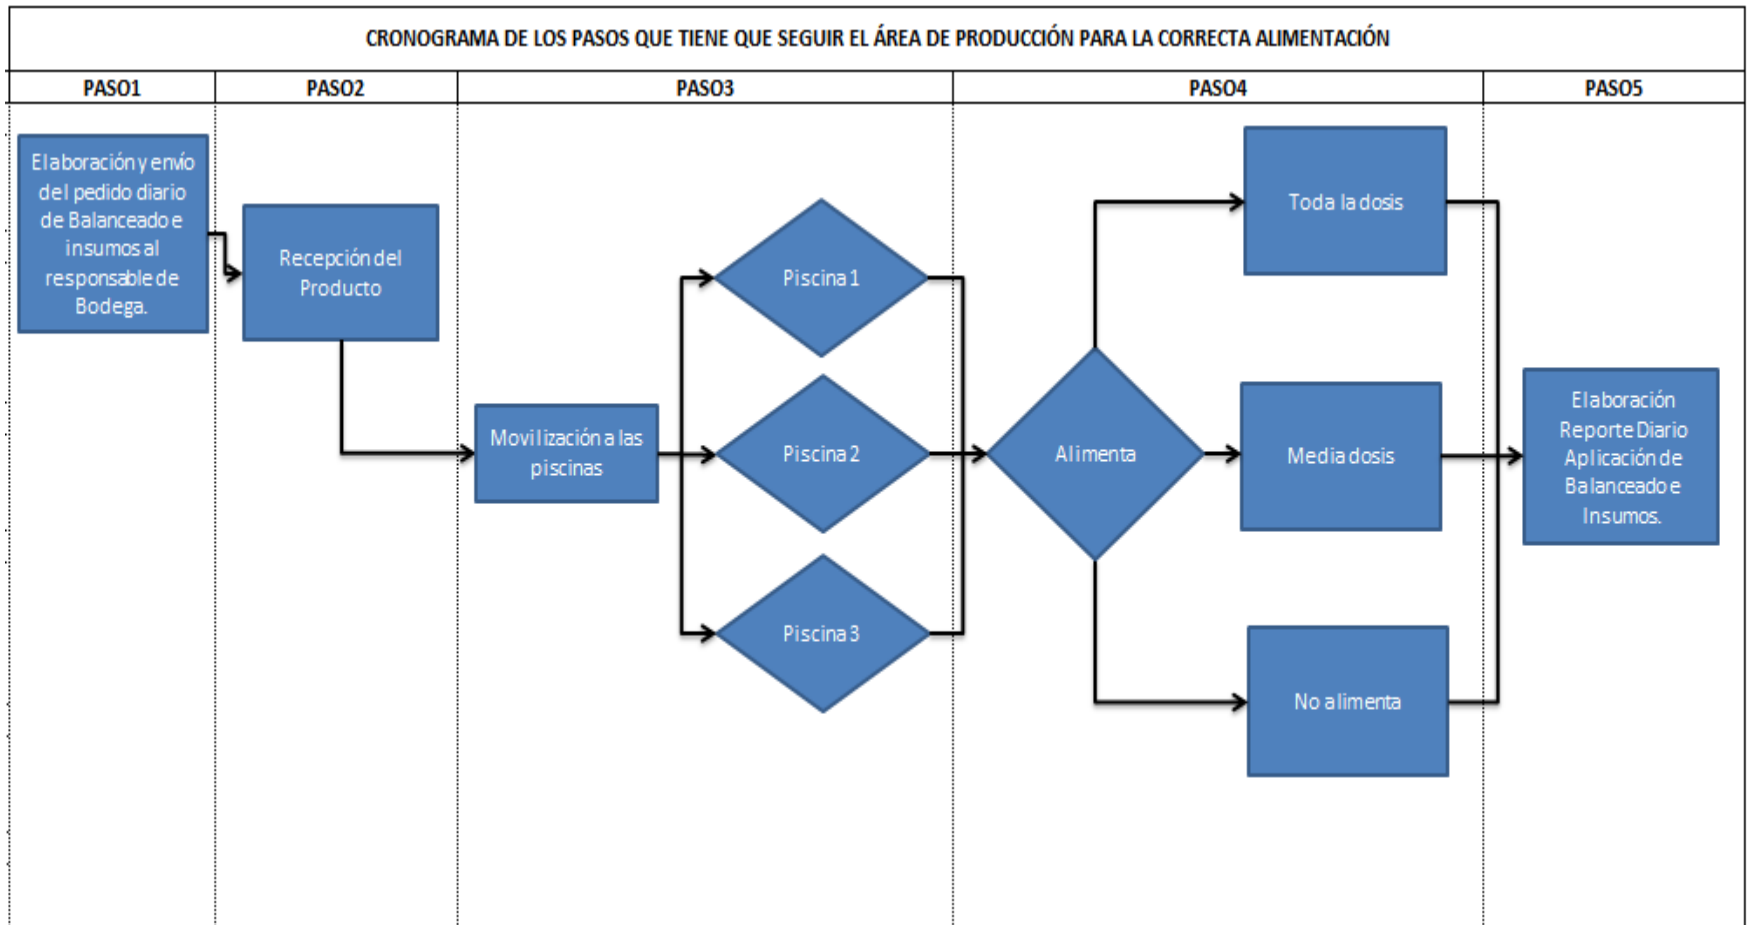 CRONOGRAMA DE LOS PASOS QUE TIENE QUE SEGUIR EL ÁREA DE PRODUCCIÓN PARA LA CORRECTA ALIMENTACIÓN
PASO1
PASO2
PASO3
PASO4
PASO5
Elaboración y envío
del pedido diario
de Balanceado e
insumos al
responsable de
Bodega.
Recepción del
Producto
Movilización a las
piscinas
Piscina 1
Piscina 2
Piscina 3
Alimenta
Toda la dosis
Media dosis
No alimenta
Elaboración
Reporte Diario
Aplicación de
Balanceado e
Insumos.